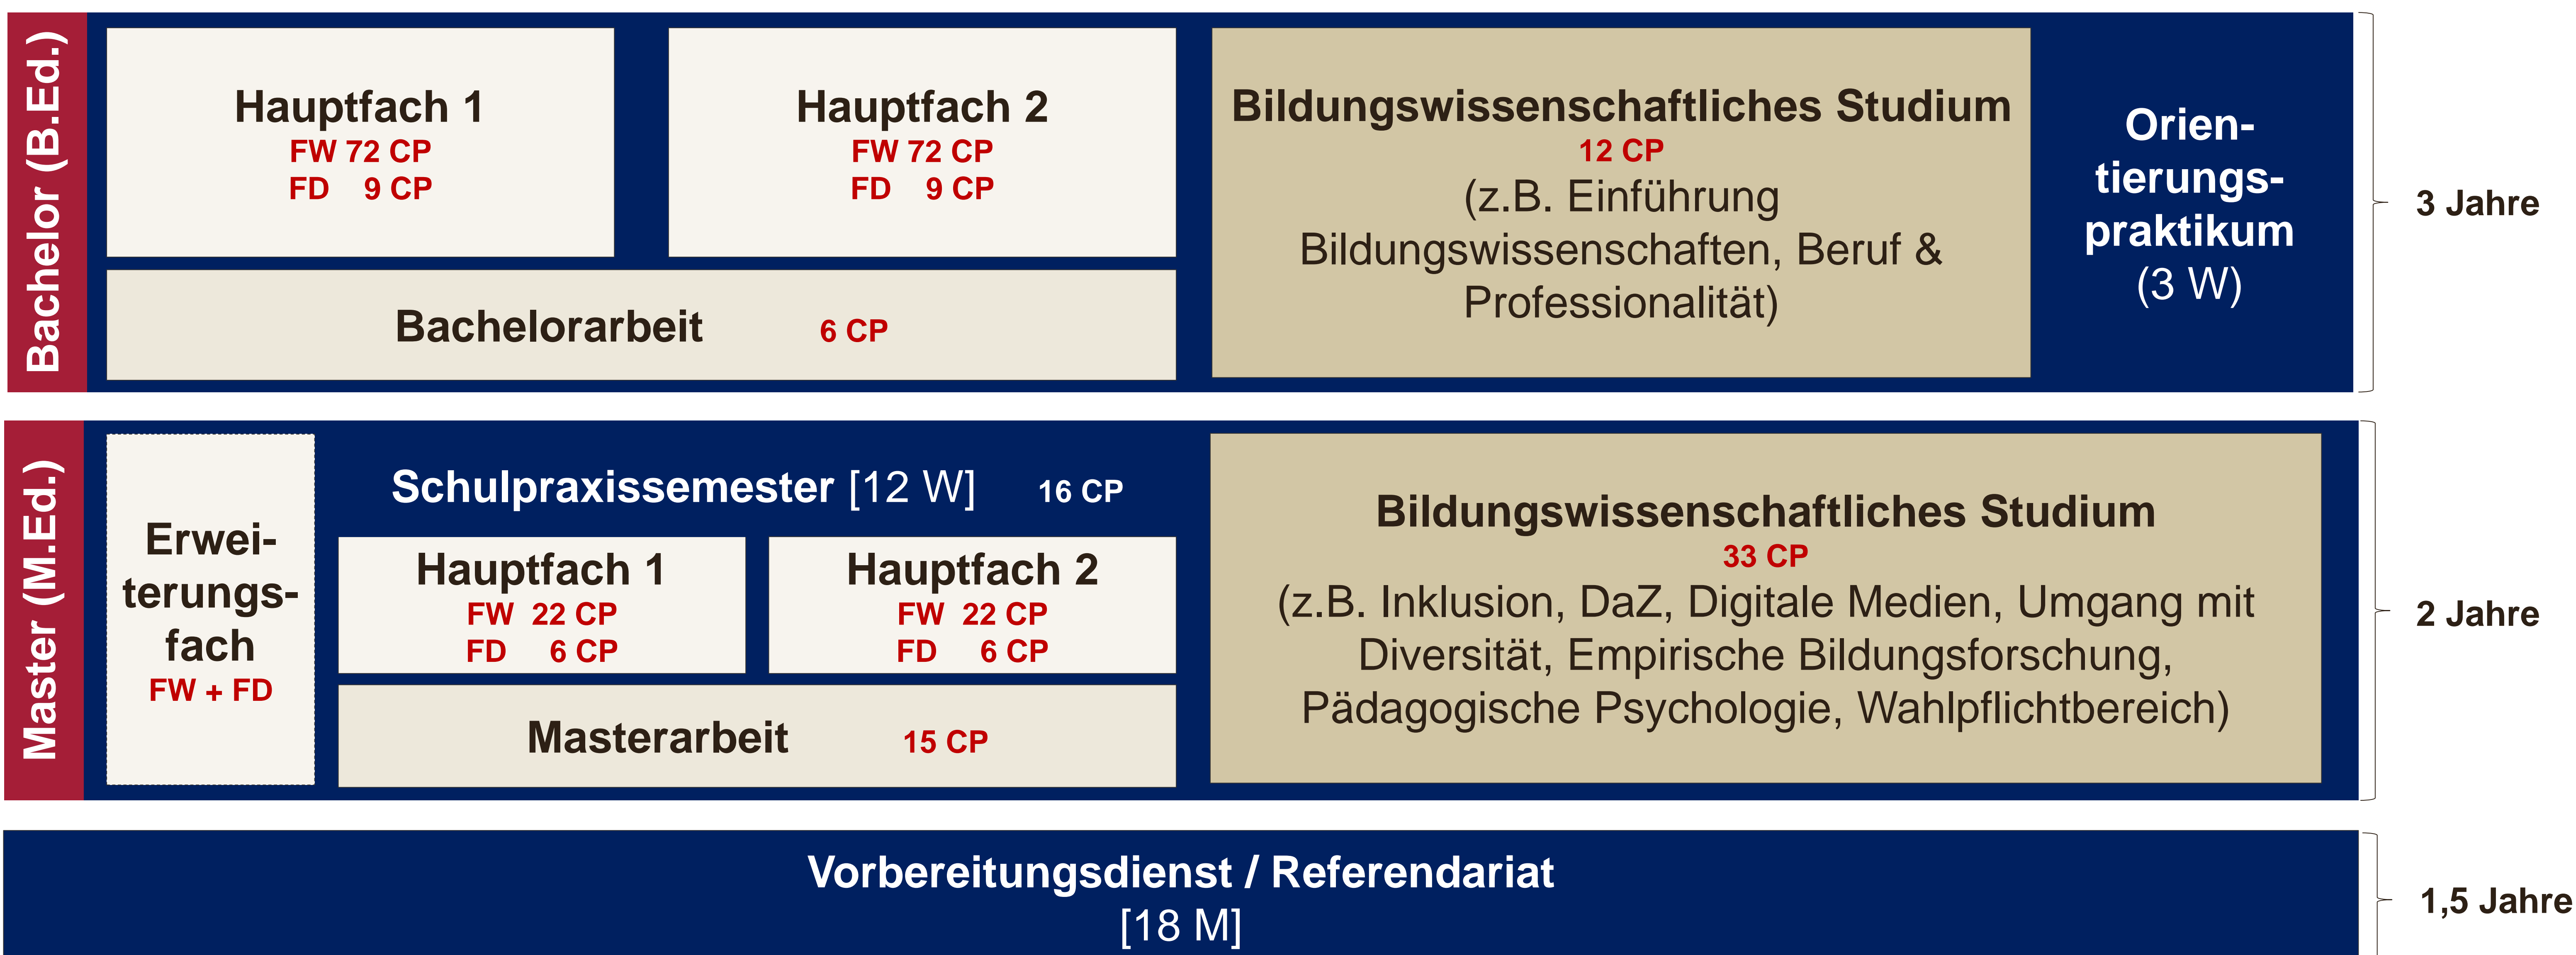 Bachelor (B.Ed.)
Hauptfach 1
FW 72 CP
FD 9 CP
Hauptfach 2
FW 72 CP
FD 9 CP
Bachelorarbeit 6 CP
Bildungswissenschaftliches Studium
12 CP
(z.B. Einführung
Bildungswissenschaften, Beruf &
Professionalität)
Orien-
tierungs-
praktikum
(3 W)
3 Jahre
Master (M.Ed.)
Erwei-
terungs-
fach
FW + FD
Schulpraxissemester [12 W] 16 CP
Hauptfach 1
FW 22 CP
FD 6 CP
Hauptfach 2
FW 22 CP
FD 6 CP
Masterarbeit 15 CP
Bildungswissenschaftliches Studium
33 CP
(z.B. Inklusion, DaZ, Digitale Medien, Umgang mit
Diversität, Empirische Bildungsforschung,
Pädagogische Psychologie, Wahlpflichtbereich)
2 Jahre
Vorbereitungsdienst / Referendariat
[18 M]
1,5 Jahre